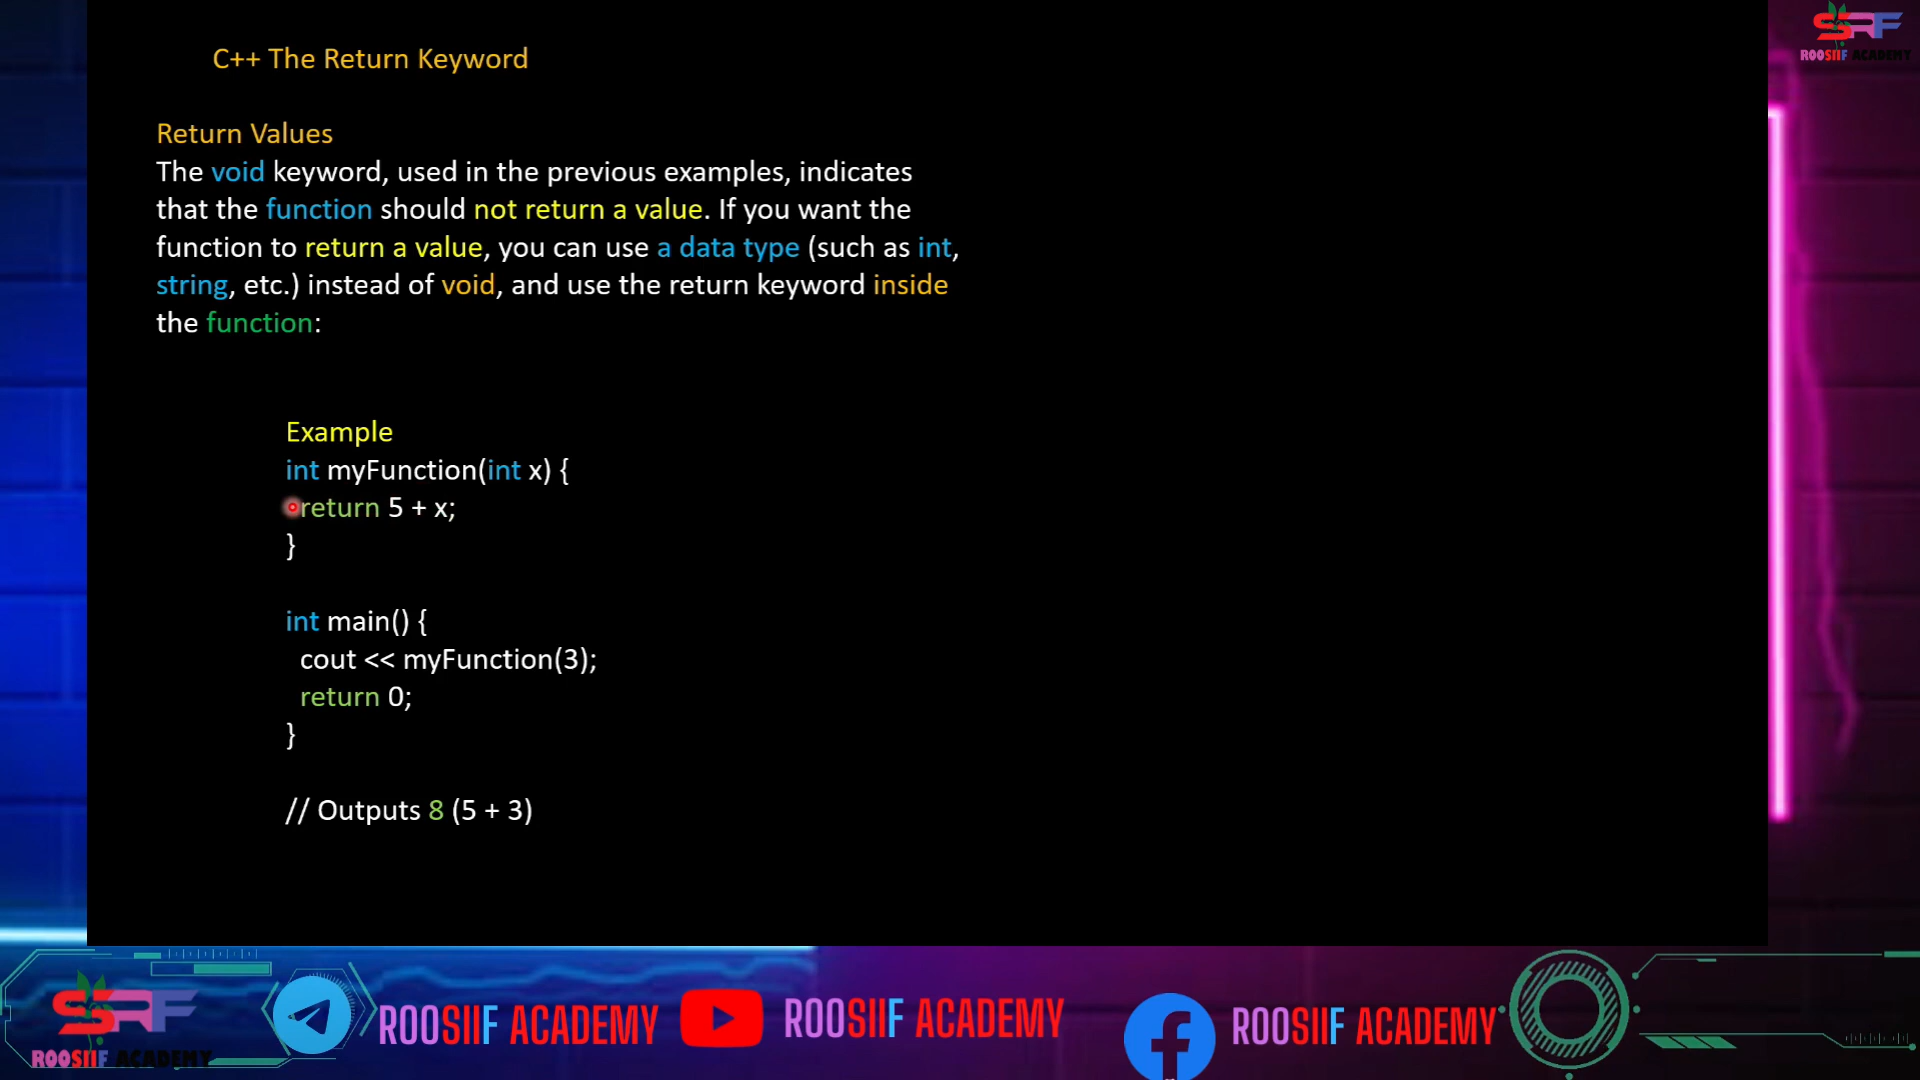 SRF
ROOSIIF ACADEMY
C++ The Return Keyword
Return Values
The void keyword, used in the previous examples, indicates
that the function should not return a value. If you want the
function to return a value, you can use a data type (such as int,
string, etc.) instead of void, and use the return keyword inside
the function:
Example
int myFunction(int x) {
return 5 + x;
}
int main() {
cout << myFunction(3);
return 0;
}
// Outputs 8 (5 + 3)
SRF
ROOSIIF ACADEMY
ROOSIIF ACADEMY
ROOSIIF ACADEMY
ROOSIIF ACADEMY